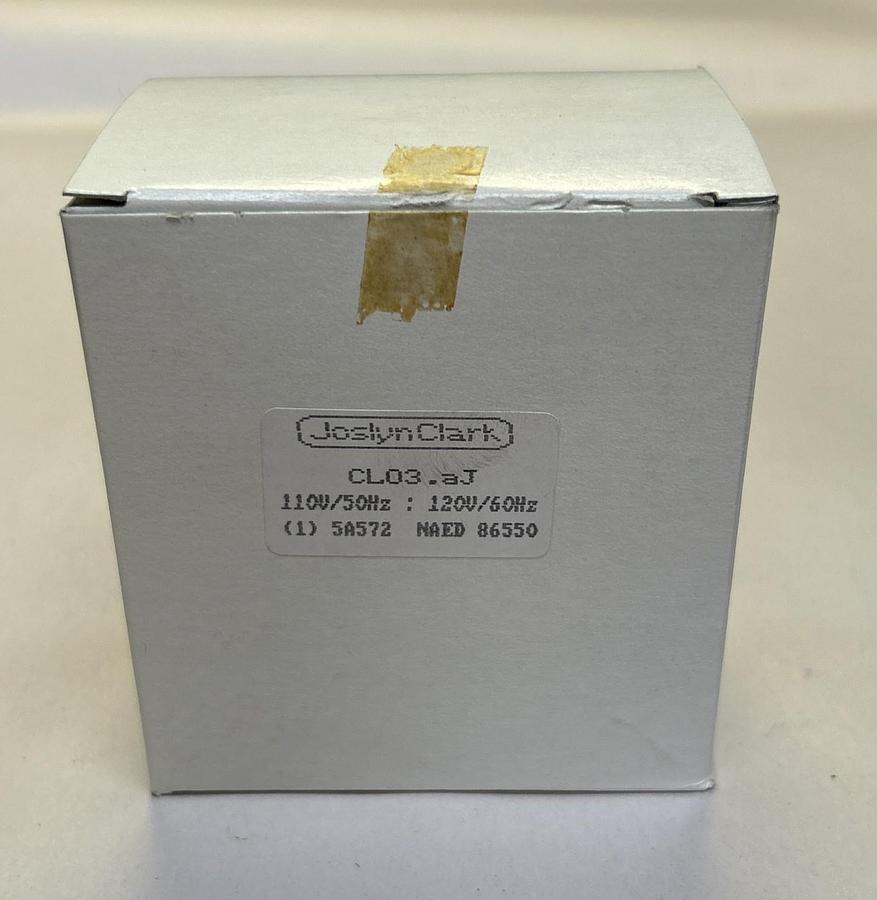 JoslynClark
CL03.aJ
110V/50Hz : 120V/60Hz
(1) 5A572 NAED 86550